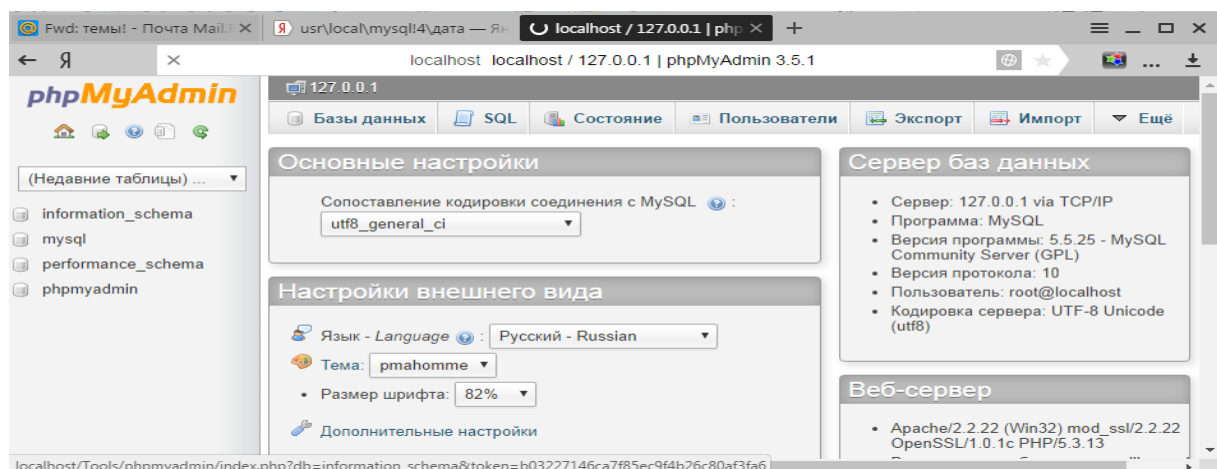 Fwd: темы! - Почта Mail.F
usr\local\mysql!4\дата — Ян
localhost / 127.0.0.1 | php
Я
localhost localhost / 127.0.0.1 | phpMyAdmin 3.5.1
...
phpMyAdmin
(Недавние таблицы) ...
information_schema
mysql
performance_schema
phpmyadmin
127.0.0.1
Базы данных
SQL
Состояние
Пользователи
Экспорт
Импорт
Ещё
Основные настройки
Сопоставление кодировки соединения с MySQL :
utf8_general_ci
Настройки внешнего вида
Язык - Language : Русский - Russian
Тема: pmahomme
• Размер шрифта: 82%
Дополнительные настройки
Сервер баз данных
• Сервер: 127.0.0.1 via TCP/IP
• Программа: MySQL
• Версия программы: 5.5.25 - MySQL
Community Server (GPL)
• Версия протокола: 10
• Пользователь: root@localhost
• Кодировка сервера: UTF-8 Unicode
(utf8)
Веб-сервер
• Apache/2.2.22 (Win32) mod_ssl/2.2.22
OpenSSL/1.0.1c PHP/5.3.13
localhost/Tools/phpmyadmin/index.php?db=information_schema&token=b03227146ca7f85ec9f4b26c80af3fa6